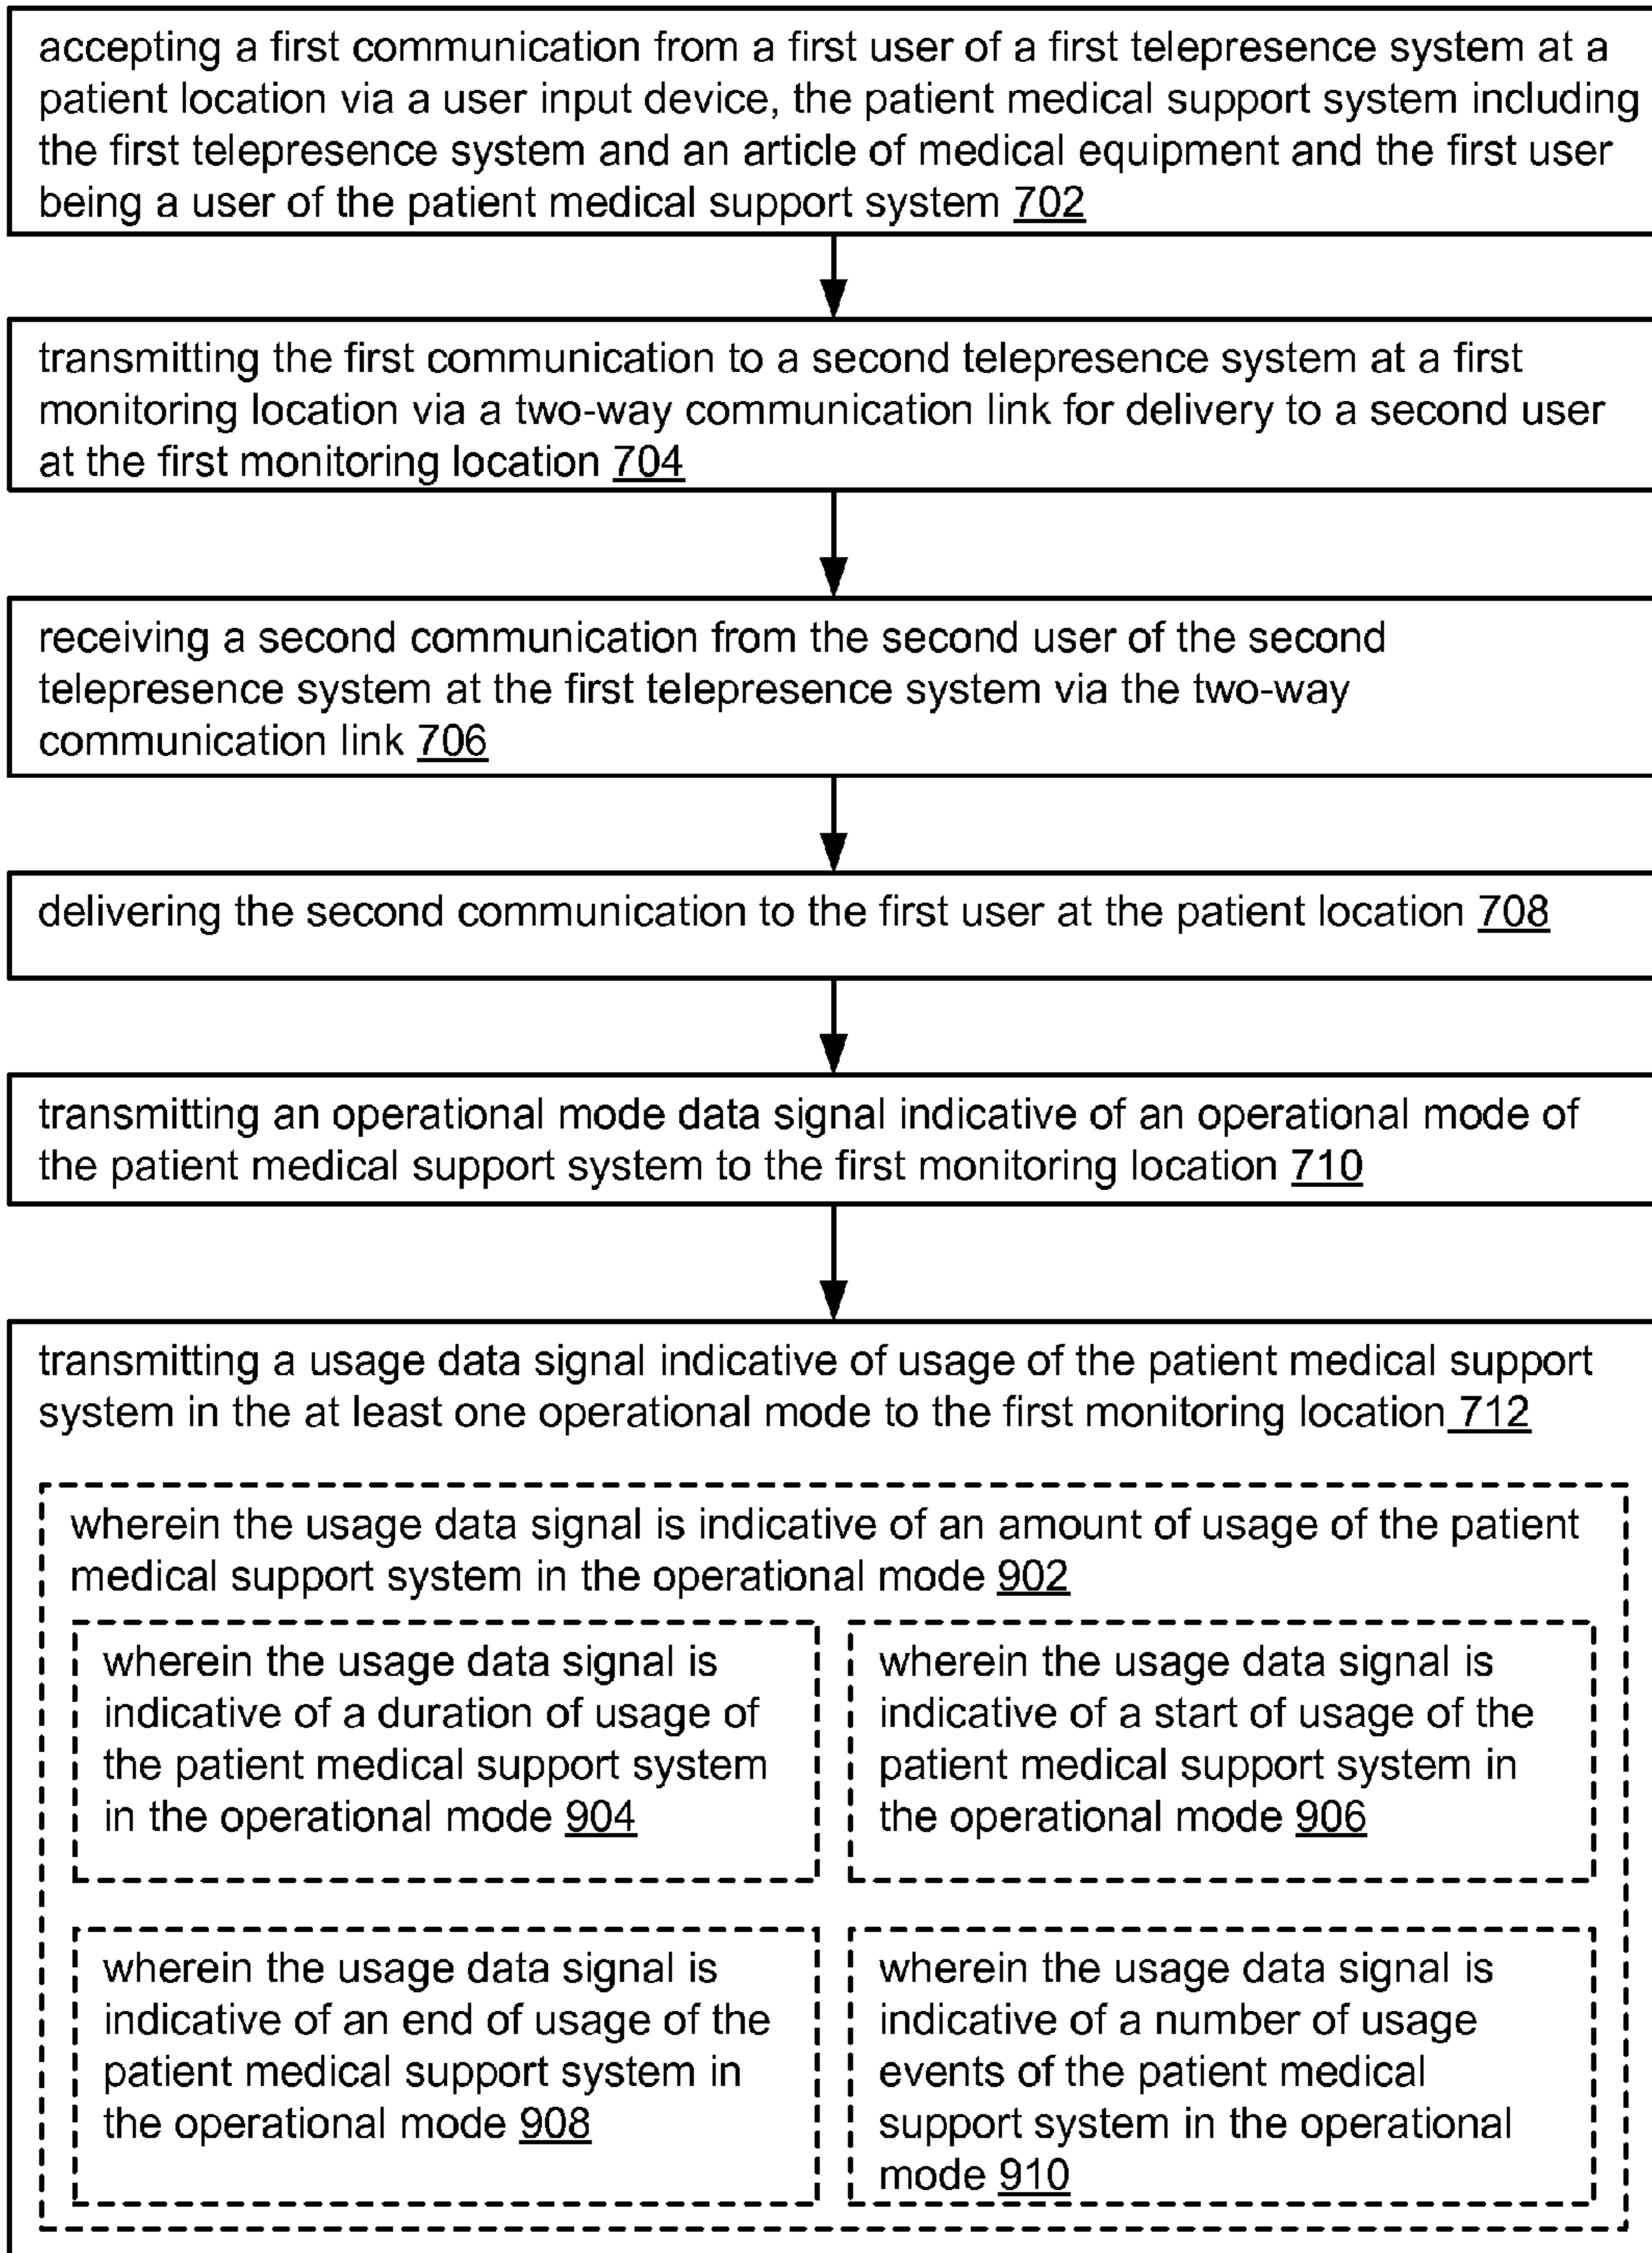 accepting a first communication from a first user of a first telepresence system at a
patient location via a user input device, the patient medical support system including
the first telepresence system and an article of medical equipment and the first user
being a user of the patient medical support system 702
transmitting the first communication to a second telepresence system at a first
monitoring location via a two-way communication link for delivery to a second user
at the first monitoring location 704
receiving a second communication from the second user of the second
telepresence system at the first telepresence system via the two-way
communication link 706
delivering the second communication to the first user at the patient location 708
transmitting an operational mode data signal indicative of an operational mode of
the patient medical support system to the first monitoring location 710
transmitting a usage data signal indicative of usage of the patient medical support
system in the at least one operational mode to the first monitoring location 712
wherein the usage data signal is indicative of an amount of usage of the patient
medical support system in the operational mode 902
wherein the usage data signal is
indicative of a duration of usage of
the patient medical support system
in the operational mode 904
wherein the usage data signal is
indicative of a start of usage of the
patient medical support system in
the operational mode 906
wherein the usage data signal is
indicative of an end of usage of the
patient medical support system in
the operational mode 908
wherein the usage data signal is
indicative of a number of usage
events of the patient medical
support system in the operational
mode 910